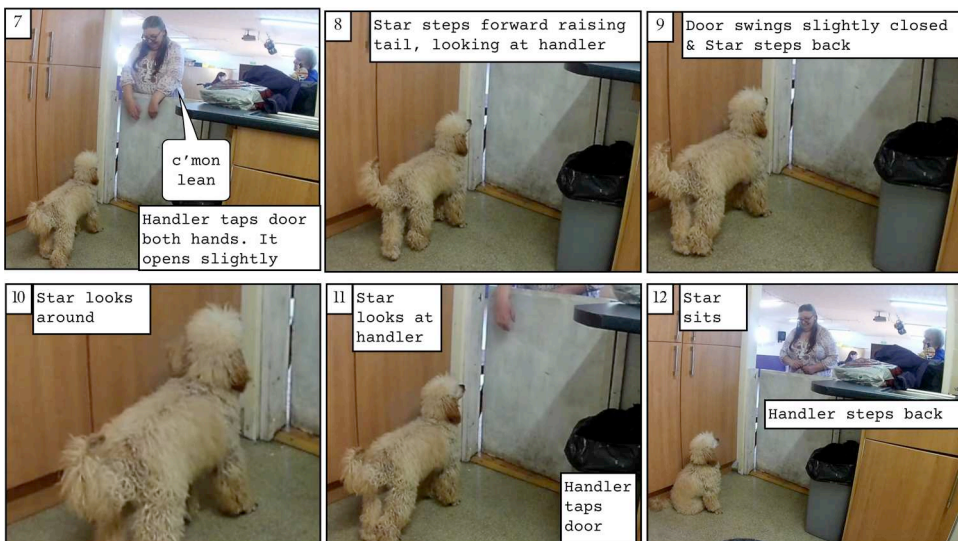 7
c'mon
lean
Handler taps door
both hands. It
opens slightly
8
Star steps forward raising
tail, looking at handler
9
Door swings slightly closed
& Star steps back
10
Star looks
around
11
Star
looks at
handler
Handler
taps
door
12
Star
sits
Handler steps back